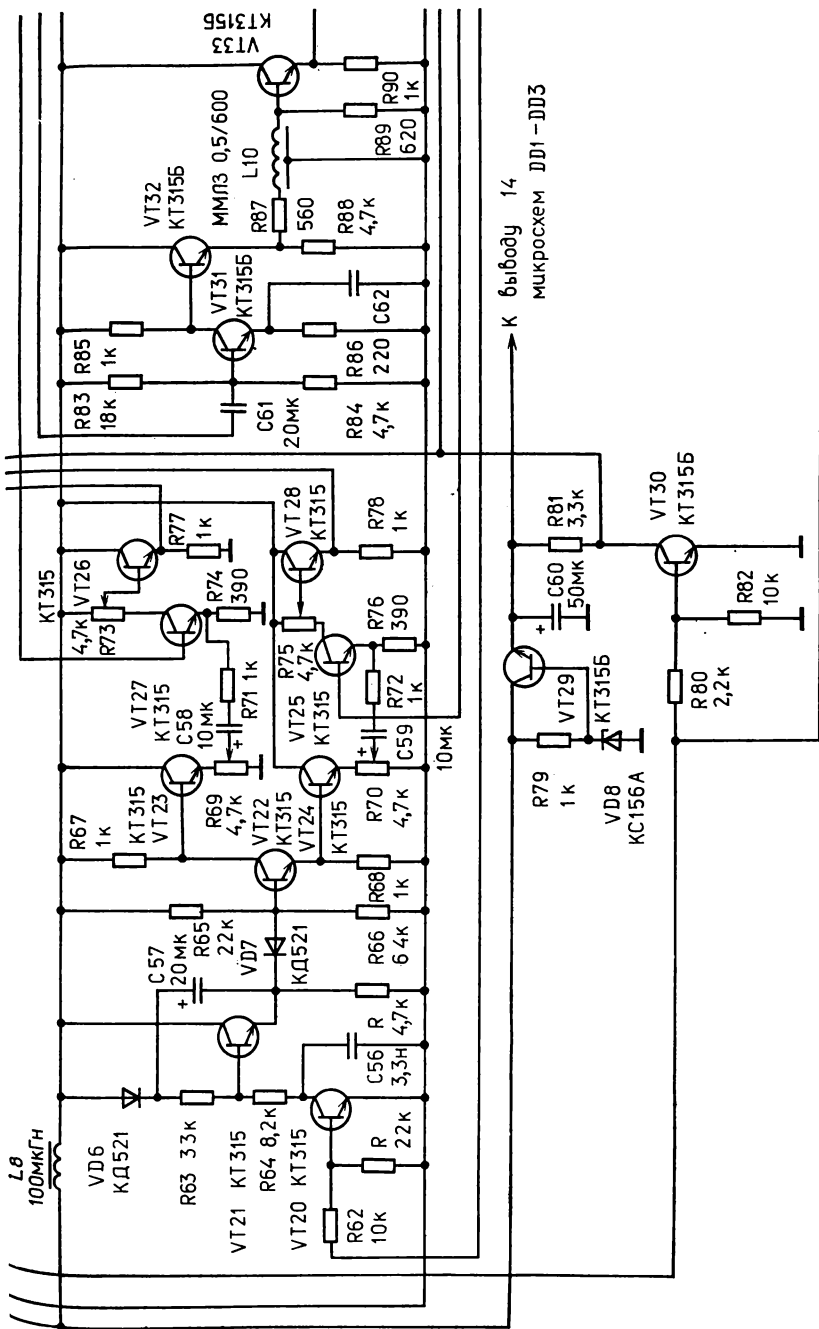 VT33
КТ315Б
R90
1к
R89
620
ММЛЗ 0,5/600
L10
R87
560
R88
4,7к
VT32
КТ315Б
VT31
КТ315Б
C62
R85
1к
R86
220
R83
18к
C61
20МК
R84
4,7к
К выводу 14
микросхем DD1-DD3
R77
1к
КТ315
VT26
R74
390
4,7к
R73
VT28
КТ315
R78
1к
R75
4,7к
R76
390
R72
1к
R71 1к
VT27
КТ315
C58
10МК
VT25
КТ315
C59
10МК
R81
3,3к
C60
50МК
VT30
КТ315Б
R82
10к
R80
2,2к
VT29
КТ315Б
R79
1к
VD8
КС156А
R67
1к
КТ315
VT23
R69
4,7к
VT22
КТ315
VT24
КТ315
R70
4,7к
R68
1к
C57
20МК
R65
22к
VD7
КД521
R66
64к
R
4,7к
C56
3,3Н
L8
100мкГн
VD6
КД521
R63 33к
VT21 КТ315
R64 8,2к
VT20 КТ315
R
22к
R62
10к